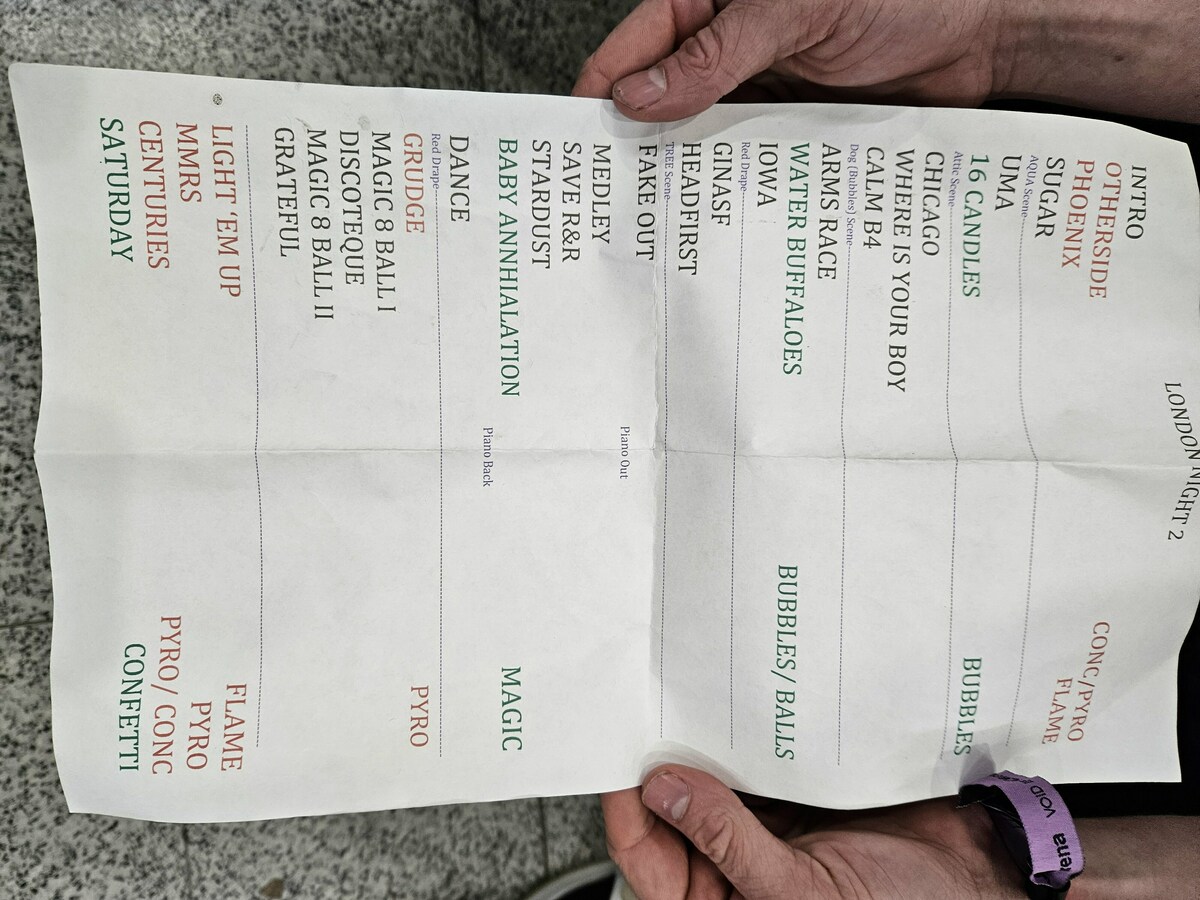 LONDON NIGHT 2
INTRO
OTHERSIDE CONC/PYRO
PHOENIX FLAME
SUGAR
AQUA Scene
UMA
16 CANDLES BUBBLES
Attic Scene
CHICAGO
WHERE IS YOUR BOY
CALM B4
Dog (Bubbles) Scene
ARMS RACE
WATER BUFFALOES BUBBLES/ BALLS
IOWA
Red Drape
GINASF
HEADFIRST
TREE Scene
FAKE OUT
Piano Out
MEDLEY
SAVE R&R
STARDUST
BABY ANNHIALATION MAGIC
Piano Back
DANCE
Red Drape
GRUDGE PYRO
MAGIC 8 BALL I
DISCOTEQUE
MAGIC 8 BALL II
GRATEFUL
LIGHT 'EM UP FLAME
MMRS PYRO
CENTURIES PYRO/ CONC
SATURDAY CONFETTI
VOID
ena